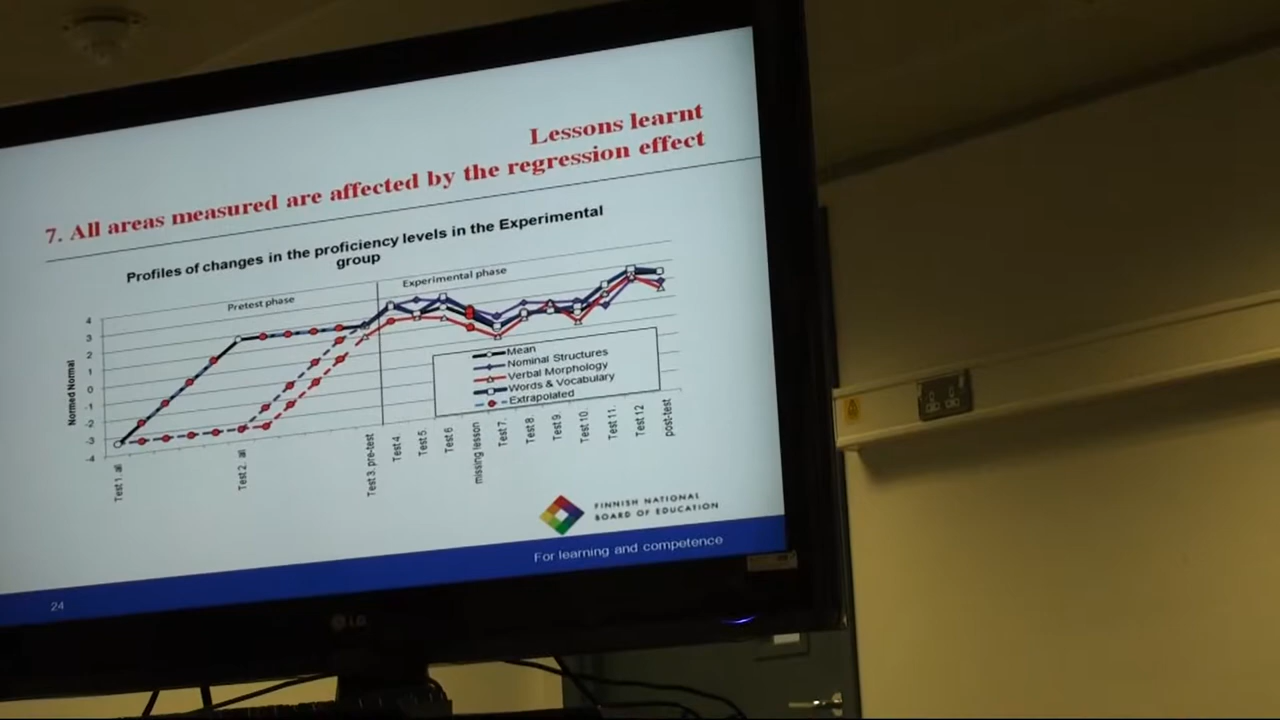 Lessons learnt
7. All areas measured are affected by the regression effect
Profiles of changes in the proficiency levels in the Experimental
group
Pretest phase
Experimental phase
Normed Normal
4
3
2
1
0
-1
-2
-3
-4
Mean
Nominal Structures
Verbal Morphology
Words & Vocabulary
Extrapolated
Test 1. all
Test 2. all
Test 3. pre-test
Test 4.
Test 5.
Test 6
missing lesson
Test 7.
Test 8.
Test 9.
Test 10.
Test 11.
Test 12
post-test
FINNISH NATIONAL
BOARD OF EDUCATION
For learning and competence
24
LG